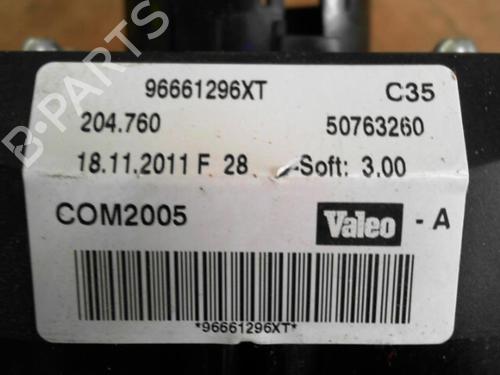 96661296XT C35
204.760 50763260
18.11.2011 F 28 -Soft: 3.00
COM2005 Valeo - A
*96661296XT*
B-PARTS